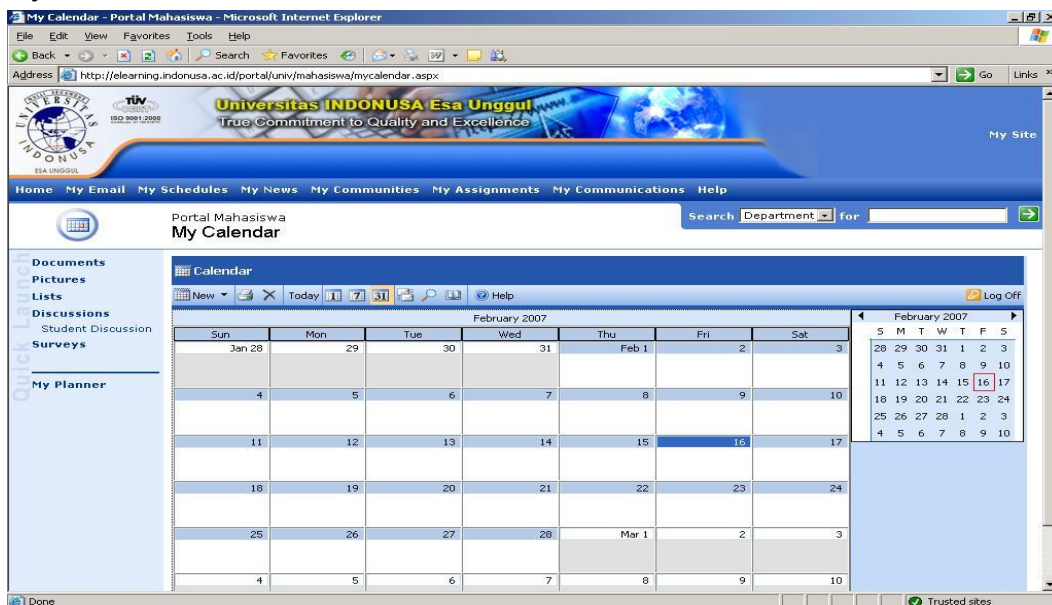 My Calendar - Portal Mahasiswa - Microsoft Internet Explorer
File Edit View Favorites Tools Help
Back Search Favorites
Address http://elearning.indonusa.ac.id/portal/univ/mahasiswa/mycalendar.aspx Go Links
TÜV
ISO 9001:2000
INDONUSA
ESA UNGGUL
Universitas INDONUSA Esa Unggul
True Commitment to Quality and Excellence
My Site
Home My Email My Schedules My News My Communities My Assignments My Communications Help
Portal Mahasiswa
My Calendar
Search Department for
Quick Launch
Documents
Pictures
Lists
Discussions
Student Discussion
Surveys
My Planner
Calendar
New Today 1 7 31 Help Log Off
February 2007
Sun Mon Tue Wed Thu Fri Sat
Jan 28 29 30 31 Feb 1 2 3
4 5 6 7 8 9 10
11 12 13 14 15 16 17
18 19 20 21 22 23 24
25 26 27 28 Mar 1 2 3
4 5 6 7 8 9 10
February 2007
S M T W T F S
28 29 30 31 1 2 3
4 5 6 7 8 9 10
11 12 13 14 15 16 17
18 19 20 21 22 23 24
25 26 27 28 1 2 3
4 5 6 7 8 9 10
Done Trusted sites